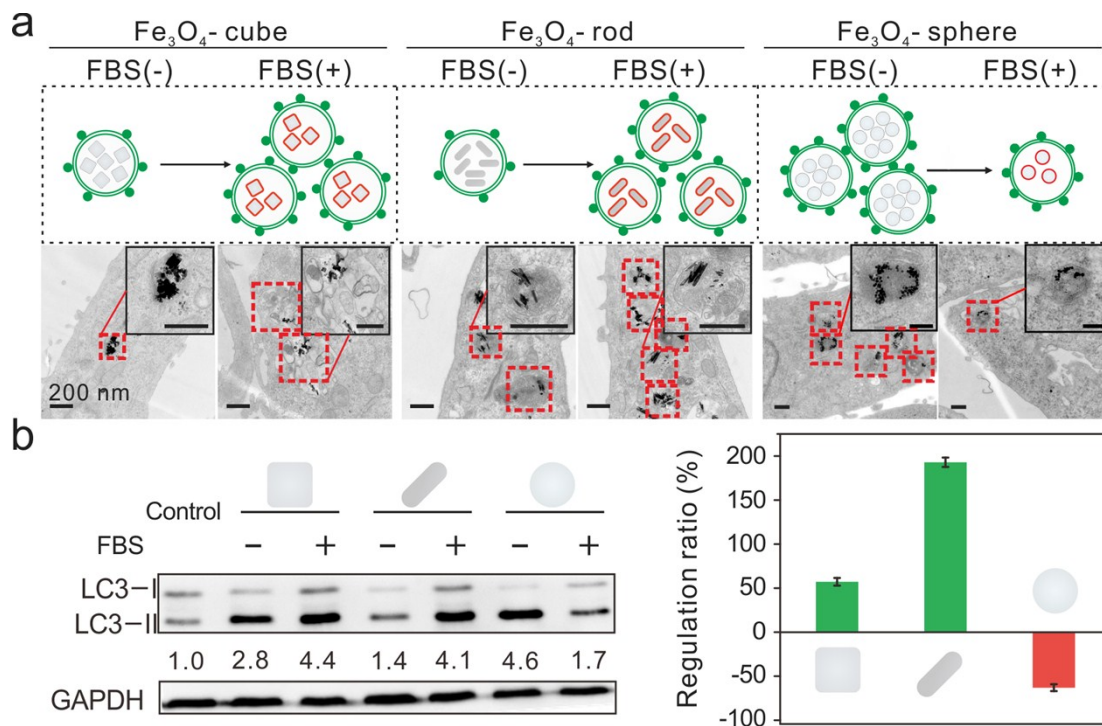 a
Fe₃O₄- cube Fe₃O₄- rod Fe₃O₄- sphere
FBS(-) FBS(+) FBS(-) FBS(+) FBS(-) FBS(+)
200 nm
b
Control
FBS − + − + − +
LC3−I
LC3−II
1.0 2.8 4.4 1.4 4.1 4.6 1.7
GAPDH
Regulation ratio (%)
200
150
100
50
0
-50
-100